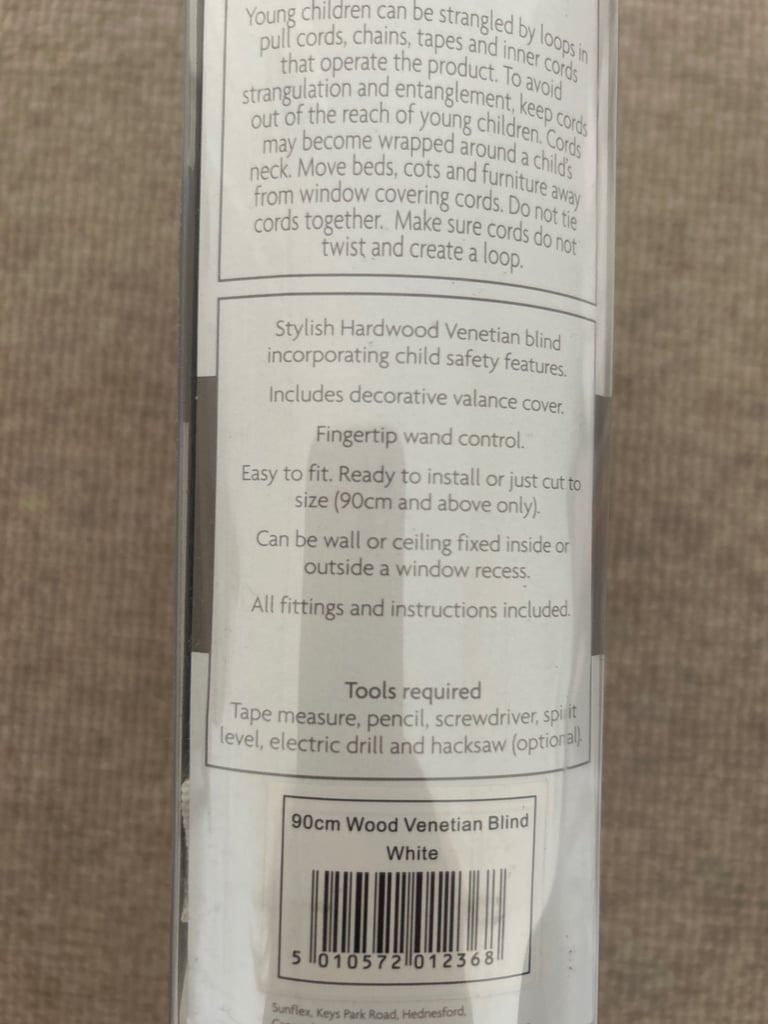 Young children can be strangled by loops in
pull cords, chains, tapes and inner cords
that operate the product. To avoid
strangulation and entanglement, keep cords
out of the reach of young children. Cords
may become wrapped around a child's
neck. Move beds, cots and furniture away
from window covering cords. Do not tie
cords together. Make sure cords do not
twist and create a loop.
Stylish Hardwood Venetian blind
incorporating child safety features.
Includes decorative valance cover.
Fingertip wand control.
Easy to fit. Ready to install or just cut to
size (90cm and above only).
Can be wall or ceiling fixed inside or
outside a window recess.
All fittings and instructions included.
Tools required
Tape measure, pencil, screwdriver, spirit
level, electric drill and hacksaw (optional).
90cm Wood Venetian Blind
White
5 010572 012368
Sunflex, Keys Park Road, Hednesford,